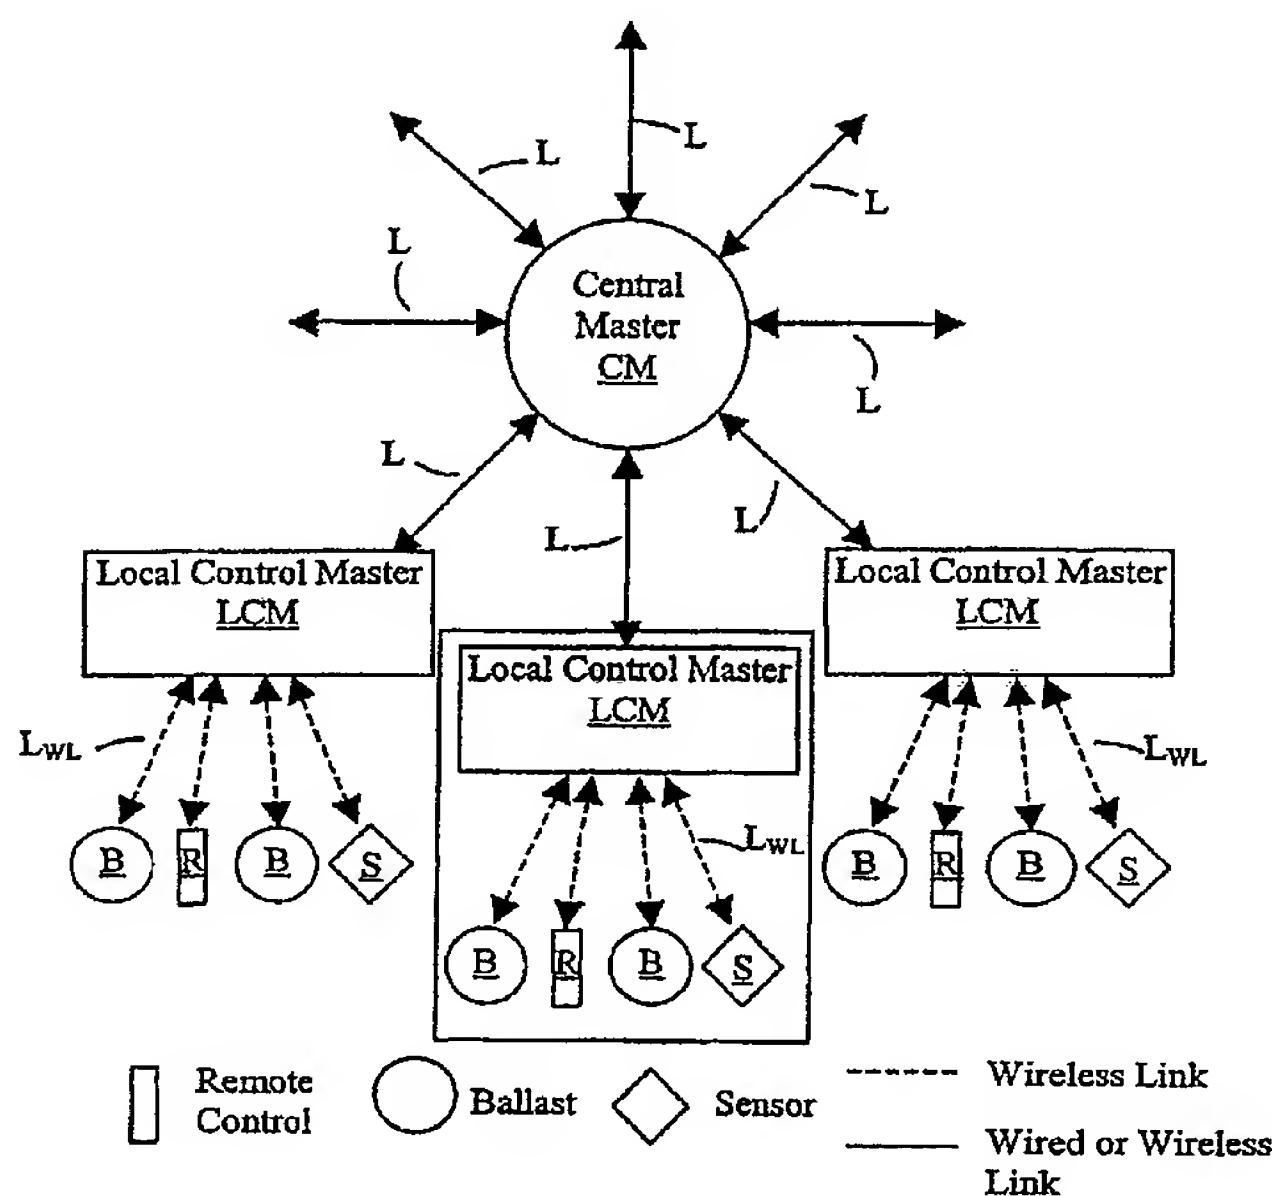 L
L
L
L
L
Central
Master
CM
L
L
L
L
Local Control Master
LCM
Local Control Master
LCM
Local Control Master
LCM
LWL
LWL
LWL
B
R
B
S
B
R
B
S
B
R
B
S
Remote
Control
Ballast
Sensor
Wireless Link
Wired or Wireless
Link